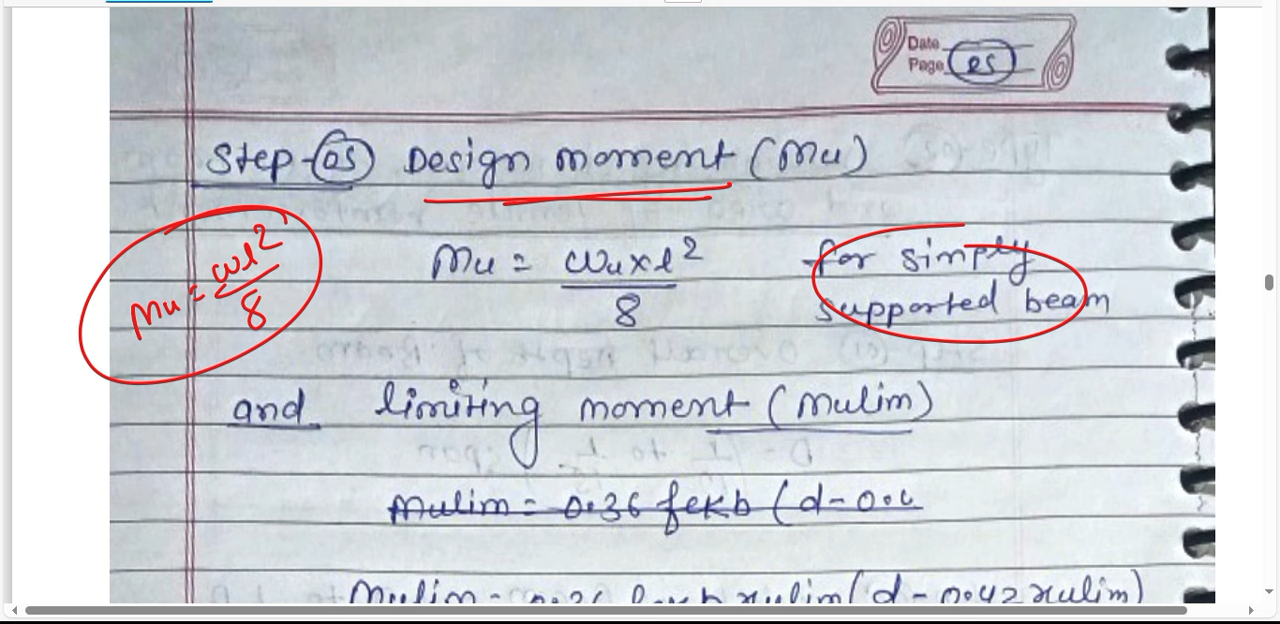 Date
Page 05
Step-05 Design moment (Mu)
Mu = wl²/8
Mu = Wu×l²/8 for simply
supported beam
and limiting moment (Mulim)
Mulim = 0.36 fckb (d-0.4
Mulim = 0.36 fck b xulim (d - 0.42 xulim)